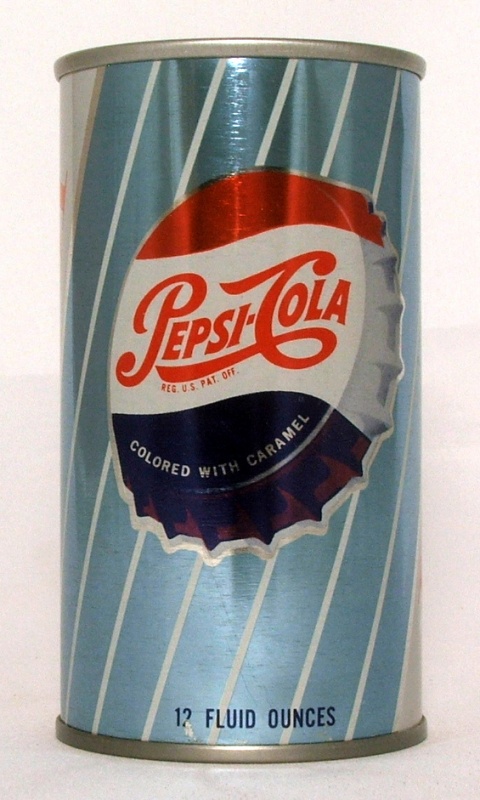 PEPSI-COLA
REG. U.S. PAT. OFF.
COLORED WITH CARAMEL
12 FLUID OUNCES